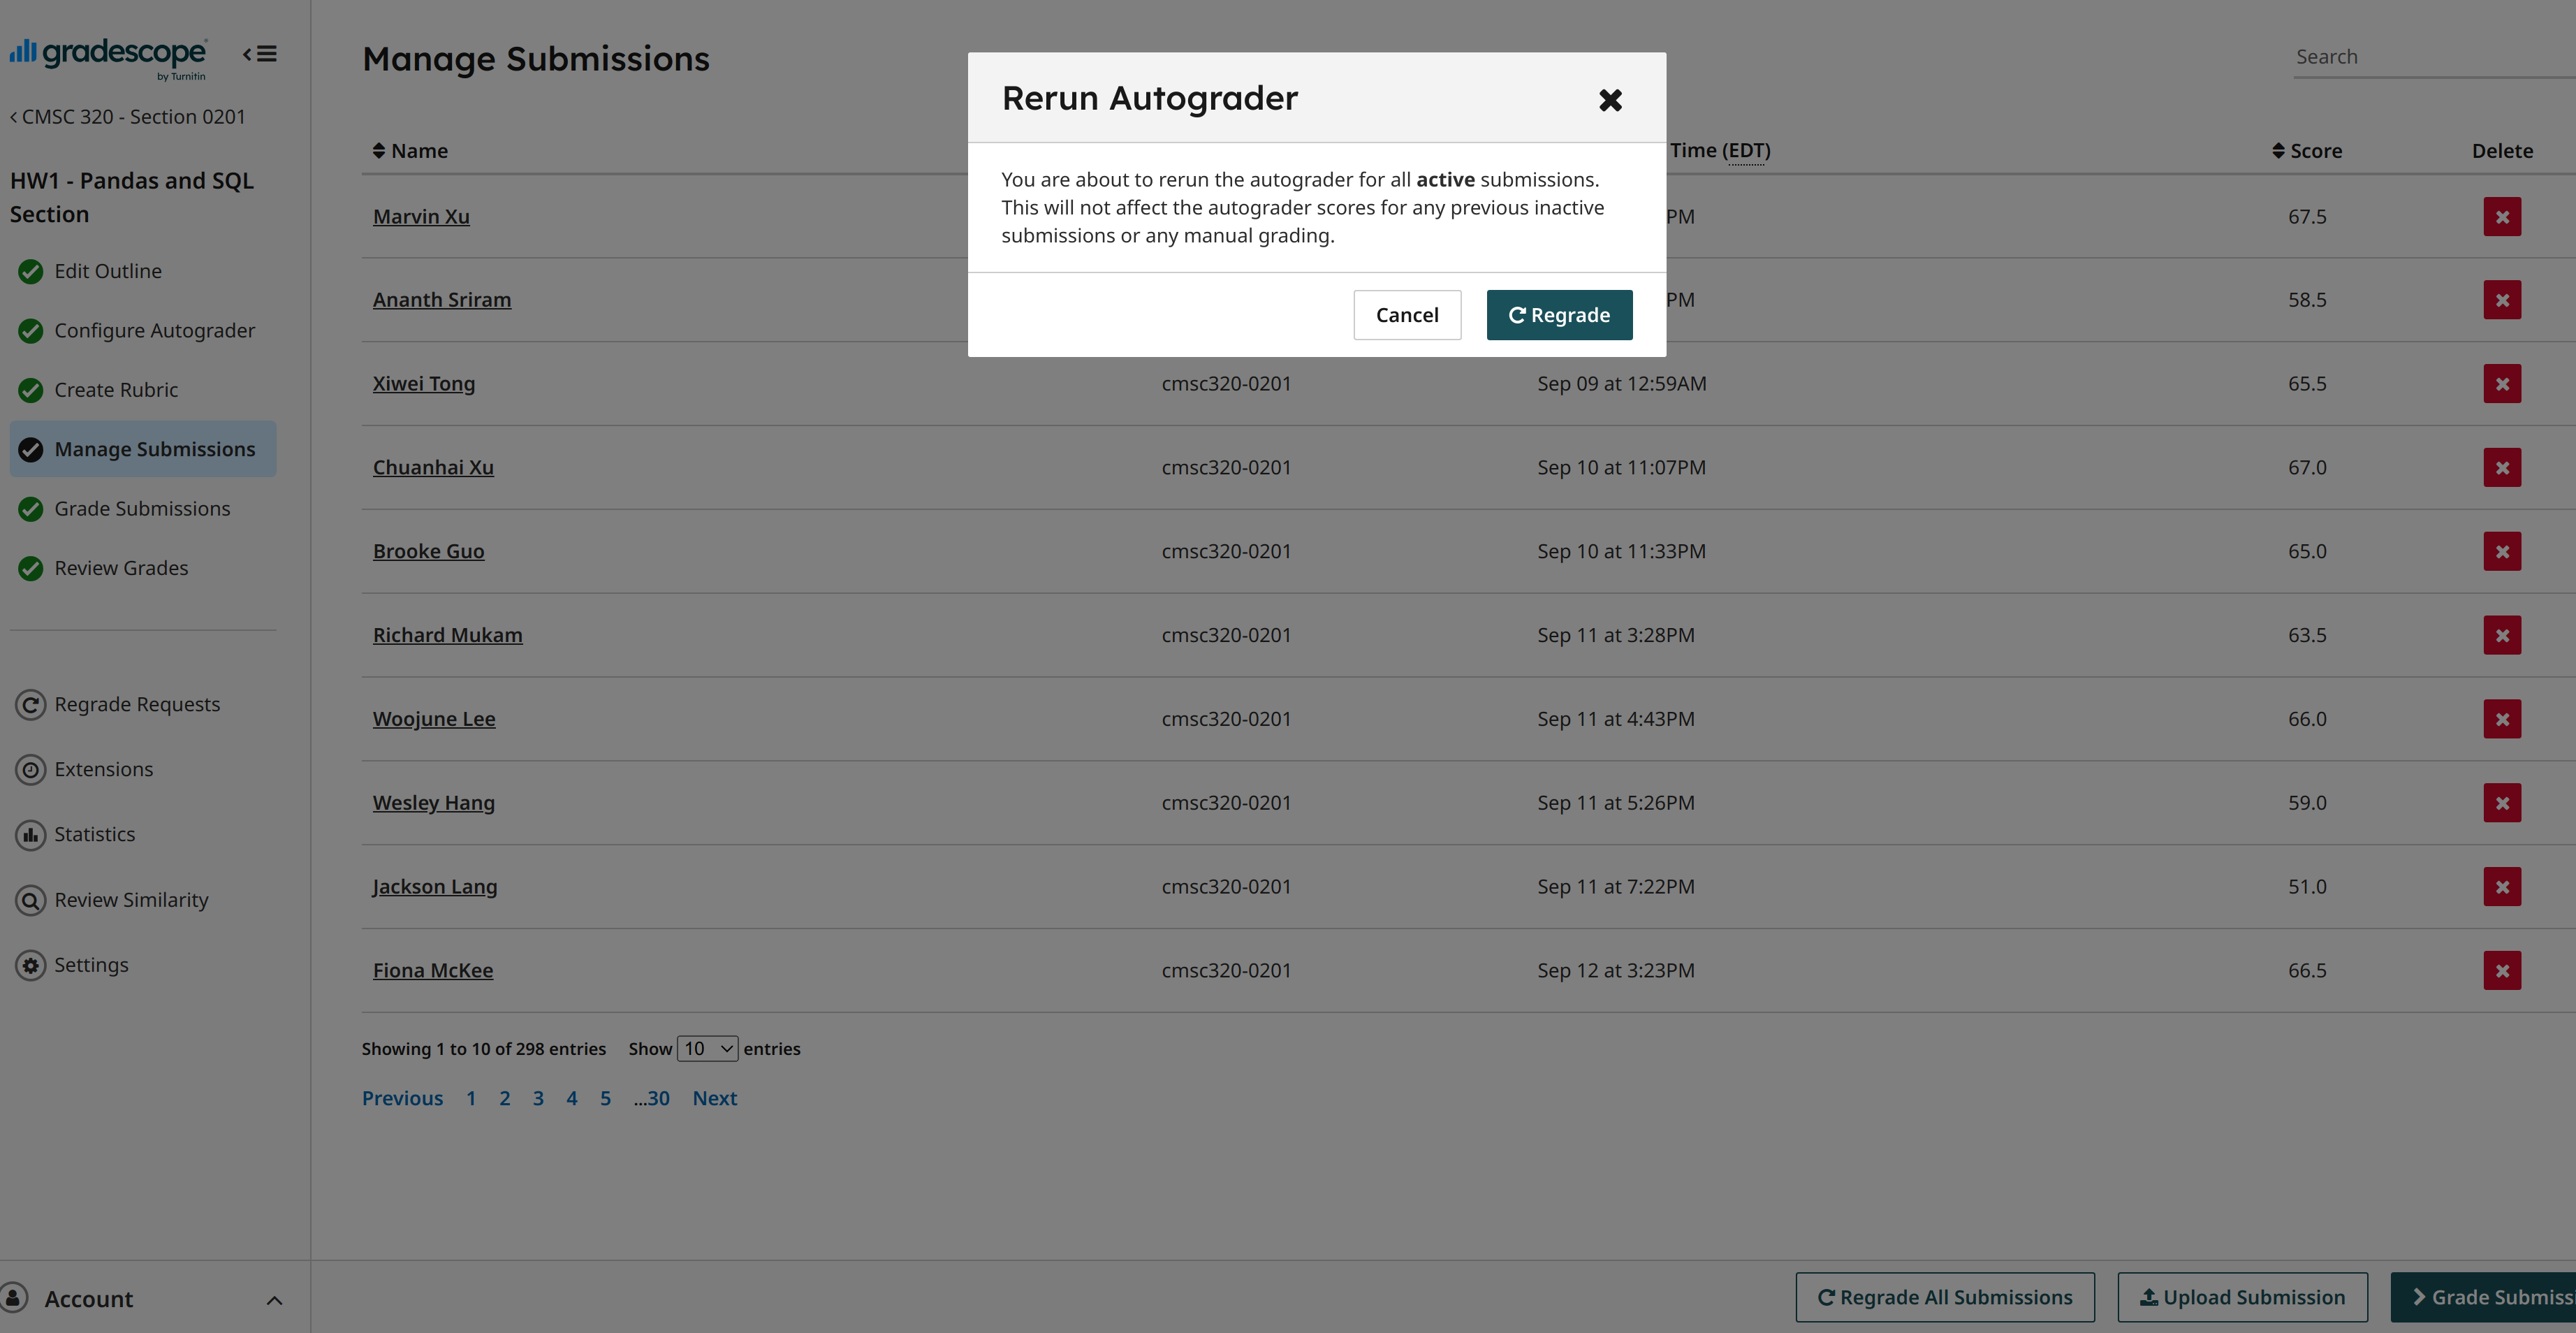 gradescope
by Turnitin
CMSC 320 - Section 0201
HW1 - Pandas and SQL
Section
Edit Outline
Configure Autograder
Create Rubric
Manage Submissions
Grade Submissions
Review Grades
Regrade Requests
Extensions
Statistics
Review Similarity
Settings
Account
Manage Submissions
Search
Name Time (EDT) Score Delete
Marvin Xu PM 67.5
Ananth Sriram PM 58.5
Xiwei Tong cmsc320-0201 Sep 09 at 12:59AM 65.5
Chuanhai Xu cmsc320-0201 Sep 10 at 11:07PM 67.0
Brooke Guo cmsc320-0201 Sep 10 at 11:33PM 65.0
Richard Mukam cmsc320-0201 Sep 11 at 3:28PM 63.5
Woojune Lee cmsc320-0201 Sep 11 at 4:43PM 66.0
Wesley Hang cmsc320-0201 Sep 11 at 5:26PM 59.0
Jackson Lang cmsc320-0201 Sep 11 at 7:22PM 51.0
Fiona McKee cmsc320-0201 Sep 12 at 3:23PM 66.5
Showing 1 to 10 of 298 entries Show 10 entries
Previous 1 2 3 4 5 ...30 Next
Rerun Autograder
You are about to rerun the autograder for all active submissions.
This will not affect the autograder scores for any previous inactive
submissions or any manual grading.
Cancel Regrade
Regrade All Submissions Upload Submission Grade Submissi